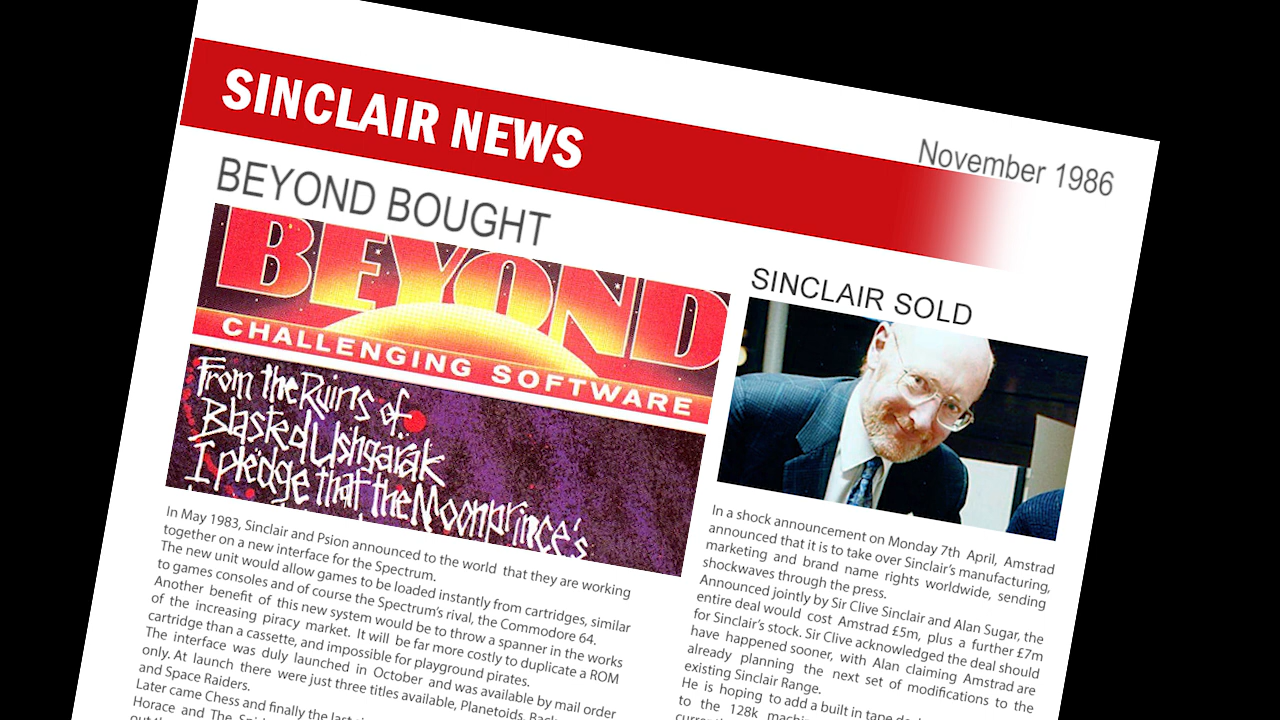 SINCLAIR NEWS
November 1986
BEYOND BOUGHT
BEYOND
CHALLENGING SOFTWARE
From the Ruins of
Blasted Ushgarak
I pledge that the Moonprince's
In May 1983, Sinclair and Psion announced to the world that they are working
together on a new interface for the Spectrum.
The new unit would allow games to be loaded instantly from cartridges, similar
to games consoles and of course the Spectrum's rival, the Commodore 64.
Another benefit of this new system would be to throw a spanner in the works
of the increasing piracy market. It will be far more costly to duplicate a ROM
cartridge than a cassette, and impossible for playground pirates.
The interface was duly launched in October and was available by mail order
only. At launch there were just three titles available, Planetoids,
and Space Raiders.
Later came Chess and finally the
Horace and The
SINCLAIR SOLD
In a shock announcement on Monday 7th April, Amstrad
announced that it is to take over Sinclair's manufacturing,
marketing and brand name rights worldwide, sending
shockwaves through the press.
Announced jointly by Sir Clive Sinclair and Alan Sugar, the
entire deal would cost Amstrad £5m, plus a further £7m
for Sinclair's stock. Sir Clive acknowledged the deal should
have happened sooner, with Alan claiming Amstrad are
already planning the next set of modifications to the
existing Sinclair Range.
He is hoping to add a built in tape
to the 128k